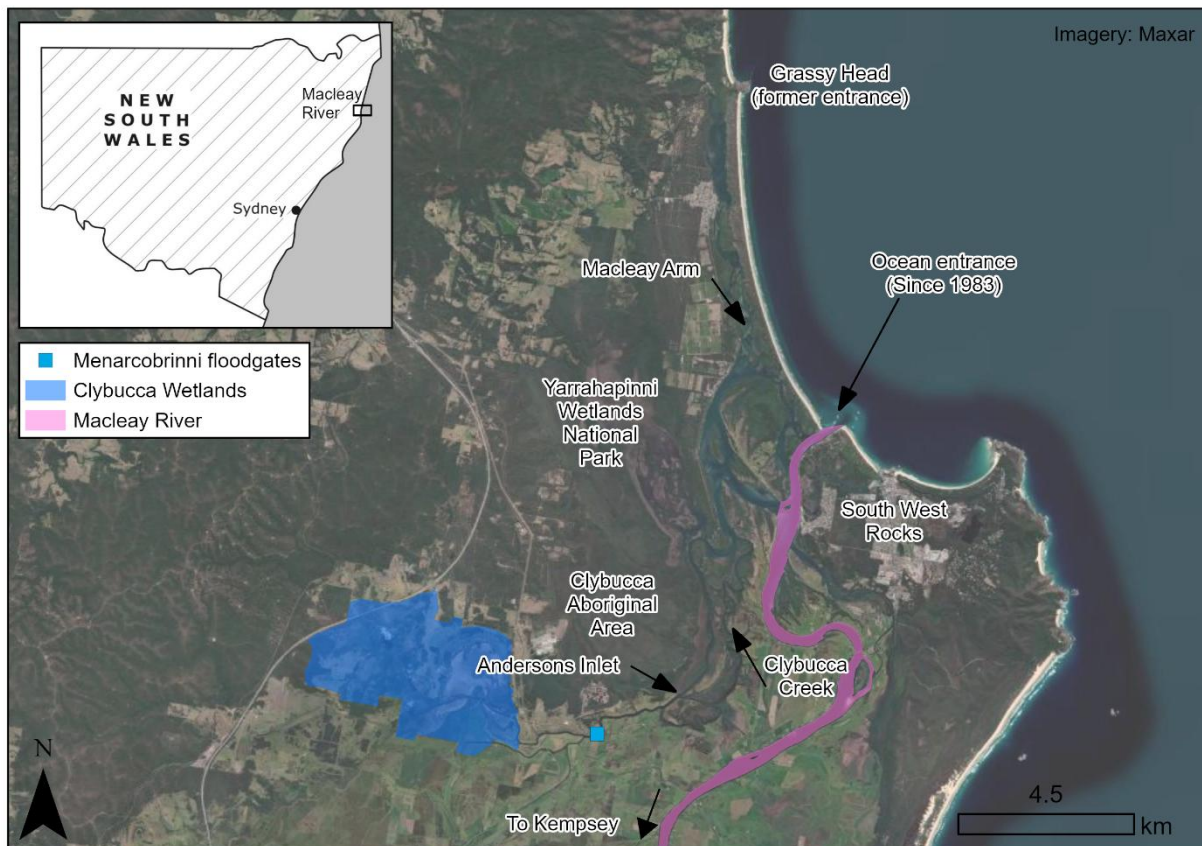 Imagery: Maxar
NEW
SOUTH
WALES
Macleay
River
Sydney
Grassy Head
(former entrance)
Ocean entrance
(Since 1983)
Macleay Arm
Menarcobrinni floodgates
Clybucca Wetlands
Macleay River
Yarrahapinni
Wetlands
National
Park
South West
Rocks
Clybucca
Aboriginal
Area
Andersons Inlet
Clybucca
Creek
To Kempsey
N
4.5
km